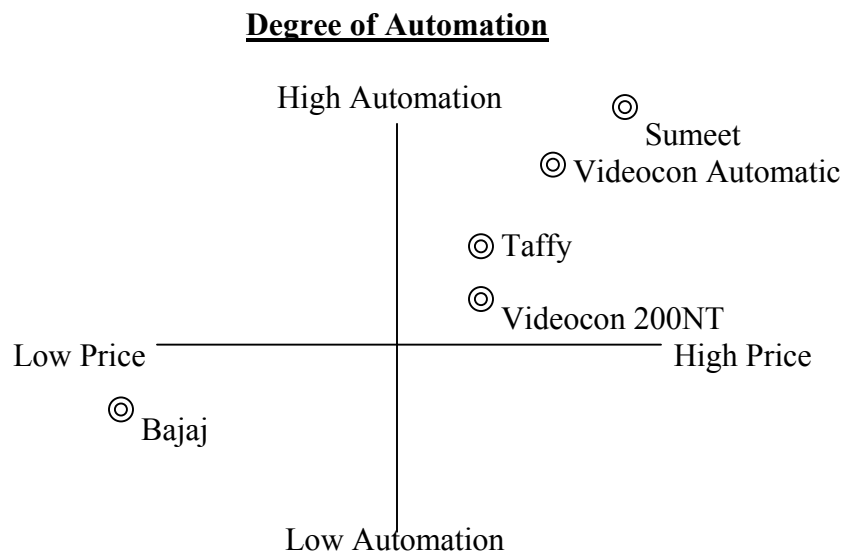 Degree of Automation
High Automation
Sumeet
Videocon Automatic
Taffy
Videocon 200NT
Low Price
High Price
Bajaj
Low Automation